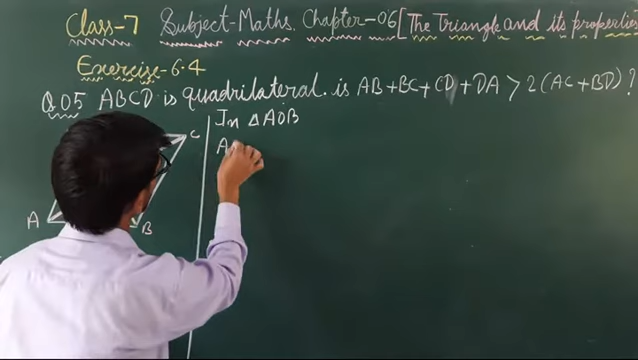 Class-7 Subject-Maths. Chapter-06 [The Triangle and its properties
Exercise-6.4
Q.05 ABCD is quadrilateral. is AB+BC+CD+DA > 2(AC+BD)?
In △AOB
A
C
A
B